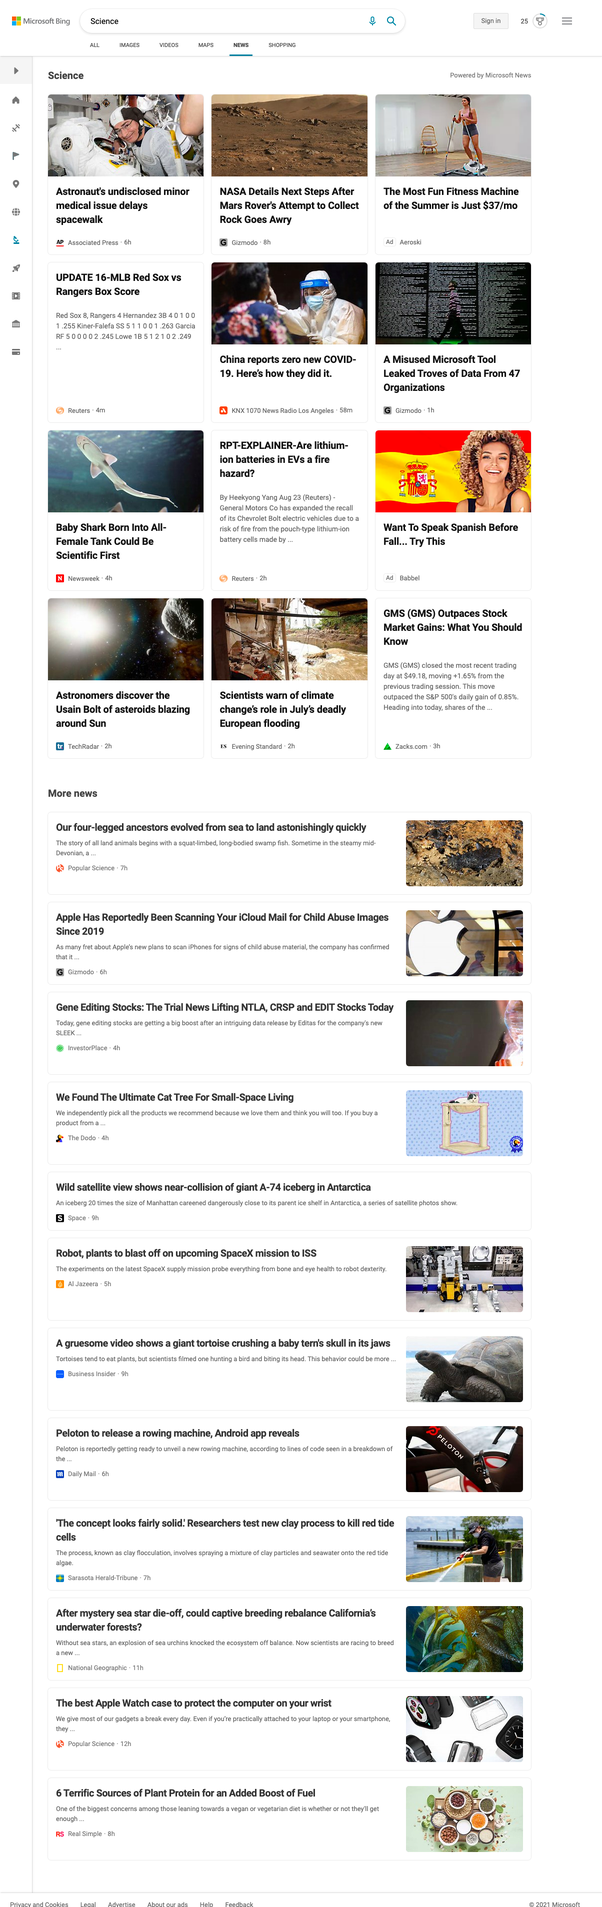 Microsoft Bing
Science
Sign in
25
ALL
IMAGES
VIDEOS
MAPS
NEWS
SHOPPING
Science
Powered by Microsoft News
Astronaut's undisclosed minor
medical issue delays
spacewalk
AP Associated Press · 6h
NASA Details Next Steps After
Mars Rover's Attempt to Collect
Rock Goes Awry
G Gizmodo · 8h
The Most Fun Fitness Machine
of the Summer is Just $37/mo
Ad Aeroski
UPDATE 16-MLB Red Sox vs
Rangers Box Score
Red Sox 8, Rangers 4 Hernandez 3B 4 0 1 0 0
1 .255 Kiner-Falefa SS 5 1 1 0 0 1 .263 Garcia
RF 5 0 0 0 0 2 .245 Lowe 1B 5 1 2 1 0 2 .249
...
Reuters · 4m
China reports zero new COVID-
19. Here's how they did it.
KNX 1070 News Radio Los Angeles · 58m
A Misused Microsoft Tool
Leaked Troves of Data From 47
Organizations
G Gizmodo · 1h
Baby Shark Born Into All-
Female Tank Could Be
Scientific First
N Newsweek · 4h
RPT-EXPLAINER-Are lithium-
ion batteries in EVs a fire
hazard?
By Heekyong Yang Aug 23 (Reuters) -
General Motors Co has expanded the recall
of its Chevrolet Bolt electric vehicles due to a
risk of fire from the pouch-type lithium-ion
battery cells made by ...
Reuters · 2h
Want To Speak Spanish Before
Fall... Try This
Ad Babbel
Astronomers discover the
Usain Bolt of asteroids blazing
around Sun
tr TechRadar · 2h
Scientists warn of climate
change's role in July's deadly
European flooding
ES Evening Standard · 2h
GMS (GMS) Outpaces Stock
Market Gains: What You Should
Know
GMS (GMS) closed the most recent trading
day at $49.18, moving +1.65% from the
previous trading session. This move
outpaced the S&P 500's daily gain of 0.85%.
Heading into today, shares of the ...
Zacks.com · 3h
More news
Our four-legged ancestors evolved from sea to land astonishingly quickly
The story of all land animals begins with a squat-limbed, long-bodied swamp fish. Sometime in the steamy mid-
Devonian, a ...
Popular Science · 7h
Apple Has Reportedly Been Scanning Your iCloud Mail for Child Abuse Images
Since 2019
As many fret about Apple's new plans to scan iPhones for signs of child abuse material, the company has confirmed
that it ...
G Gizmodo · 6h
Gene Editing Stocks: The Trial News Lifting NTLA, CRSP and EDIT Stocks Today
Today, gene editing stocks are getting a big boost after an intriguing data release by Editas for the company's new
SLEEK ...
InvestorPlace · 4h
We Found The Ultimate Cat Tree For Small-Space Living
We independently pick all the products we recommend because we love them and think you will too. If you buy a
product from a ...
The Dodo · 4h
Wild satellite view shows near-collision of giant A-74 iceberg in Antarctica
An iceberg 20 times the size of Manhattan careened dangerously close to its parent ice shelf in Antarctica, a series of satellite photos show.
S Space · 9h
Robot, plants to blast off on upcoming SpaceX mission to ISS
The experiments on the latest SpaceX supply mission probe everything from bone and eye health to robot dexterity.
Al Jazeera · 5h
A gruesome video shows a giant tortoise crushing a baby tern's skull in its jaws
Tortoises tend to eat plants, but scientists filmed one hunting a bird and biting its head. This behavior could be more ...
Business Insider · 9h
Peloton to release a rowing machine, Android app reveals
Peloton is reportedly getting ready to unveil a new rowing machine, according to lines of code seen in a breakdown of
the ...
Daily Mail · 6h
PELOTON
'The concept looks fairly solid.' Researchers test new clay process to kill red tide
cells
The process, known as clay flocculation, involves spraying a mixture of clay particles and seawater onto the red tide
algae.
Sarasota Herald-Tribune · 7h
After mystery sea star die-off, could captive breeding rebalance California's
underwater forests?
Without sea stars, an explosion of sea urchins knocked the ecosystem off balance. Now scientists are racing to breed
a new ...
National Geographic · 11h
The best Apple Watch case to protect the computer on your wrist
We give most of our gadgets a break every day. Even if you're practically attached to your laptop or your smartphone,
they ...
Popular Science · 12h
6 Terrific Sources of Plant Protein for an Added Boost of Fuel
One of the biggest concerns among those leaning towards a vegan or vegetarian diet is whether or not they'll get
enough ...
RS Real Simple · 8h
Privacy and Cookies
Legal
Advertise
About our ads
Help
Feedback
© 2021 Microsoft